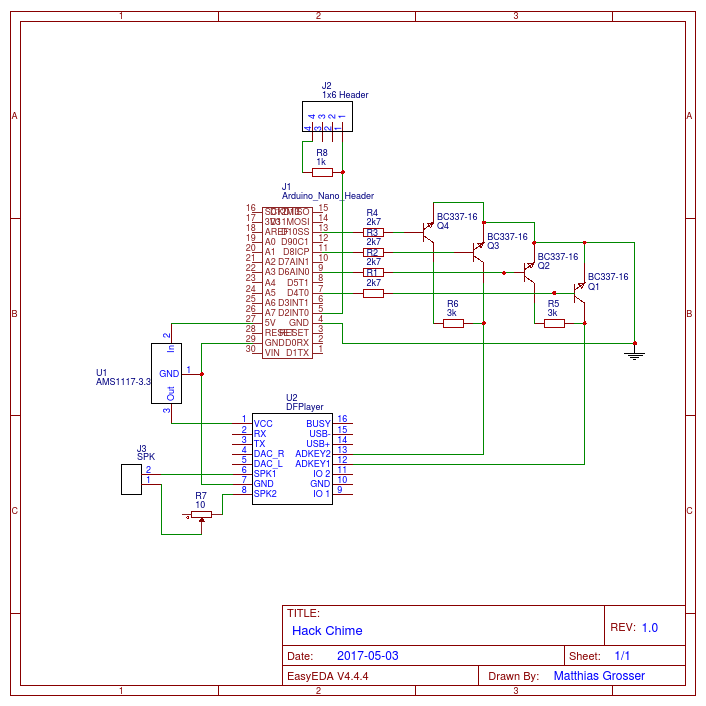 1 2 3
A A
B B
C C
1 2 3
J2
1x6 Header
4 3 2 1
4 3 2 1
R8
1k
J1
Arduino_Nano_Header
16 15
17 3V3 D11MOSI 14
18 AREF D10SS 13
19 A0 D9OC1 12
20 A1 D8ICP 11
21 A2 D7AIN1 10
22 A3 D6AIN0 9
23 A4 D5T1 8
24 A5 D4T0 7
25 A6 D3INT1 6
26 A7 D2INT0 5
27 5V GND 4
28 RESET RESET 3
29 GND D0RX 2
30 VIN D1TX 1
R4
2k7
R3
2k7
R2
2k7
R1
2k7
BC337-16
Q4
BC337-16
Q3
BC337-16
Q2
BC337-16
Q1
R6
3k
R5
3k
U1
AMS1117-3.3
In 2
GND 1
Out 3
U2
DFPlayer
1 VCC BUSY 16
2 RX USB- 15
3 TX USB+ 14
4 DAC_R ADKEY2 13
5 DAC_L ADKEY1 12
6 SPK1 IO 2 11
7 GND GND 10
8 SPK2 IO 1 9
J3
SPK
2
1
R7
10
TITLE:
Hack Chime
REV: 1.0
Date: 2017-05-03
Sheet: 1/1
EasyEDA V4.4.4
Drawn By: Matthias Grosser